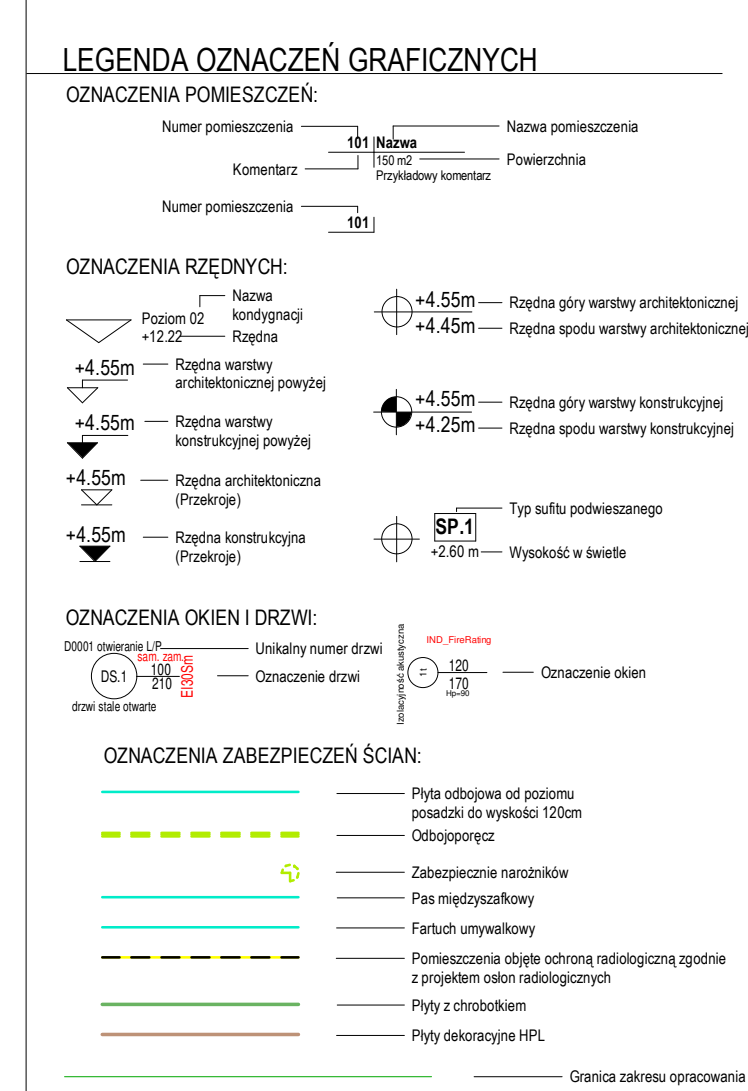 LEGENDA OZNACZEŃ GRAFICZNYCH
OZNACZENIA POMIESZCZEŃ:
Numer pomieszczenia
Nazwa pomieszczenia
101 Nazwa
150 m2
Powierzchnia
Komentarz
Przykładowy komentarz
Numer pomieszczenia
101
OZNACZENIA RZĘDNYCH:
Nazwa
kondygnacji
Poziom 02
+12.22
Rzędna
+4.55m
Rzędna warstwy
architektonicznej powyżej
+4.55m
Rzędna warstwy
konstrukcyjnej powyżej
+4.55m
Rzędna architektoniczna
(Przekroje)
+4.55m
Rzędna konstrukcyjna
(Przekroje)
+4.55m
Rzędna góry warstwy architektonicznej
+4.45m
Rzędna spodu warstwy architektonicznej
+4.55m
Rzędna góry warstwy konstrukcyjnej
+4.25m
Rzędna spodu warstwy konstrukcyjnej
Typ sufitu podwieszanego
SP.1
+2.60 m
Wysokość w świetle
OZNACZENIA OKIEN I DRZWI:
D0001 otwieranie L/P
Unikalny numer drzwi
sam. zam.
DS.1
100
210
EI30Sm
Oznaczenie drzwi
drzwi stale otwarte
Izolacyjność akustyczna
IND_FireRating
1t
120
170
Hp=90
Oznaczenie okien
OZNACZENIA ZABEZPIECZEŃ ŚCIAN:
Płyta odbojowa od poziomu
posadzki do wyskości 120cm
Odbojoporęcz
Zabezpiecznie narożników
Pas międzyszafkowy
Fartuch umywalkowy
Pomieszczenia objęte ochroną radiologiczną zgodnie
z projektem osłon radiologicznych
Płyty z chrobotkiem
Płyty dekoracyjne HPL
Granica zakresu opracowania